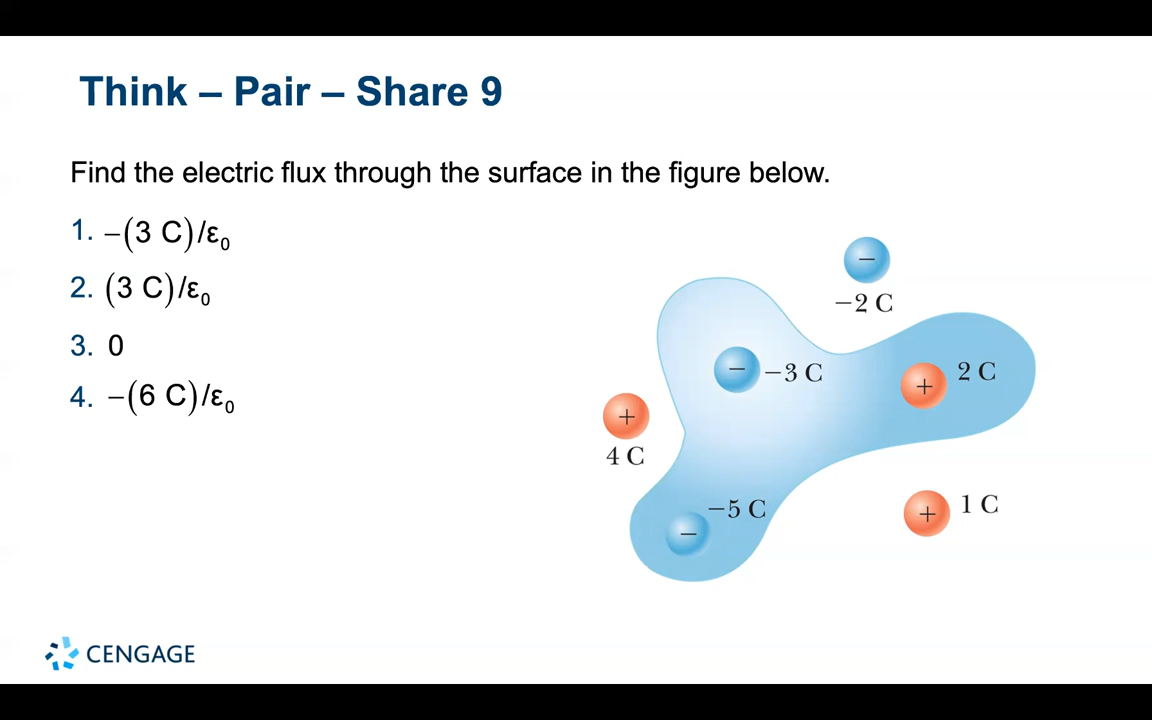 Think – Pair – Share 9
Find the electric flux through the surface in the figure below.
1. –(3 C)/ε₀
2. (3 C)/ε₀
3. 0
4. –(6 C)/ε₀
−
−2 C
−
−3 C
+
2 C
+
4 C
−5 C
−
+
1 C
CENGAGE